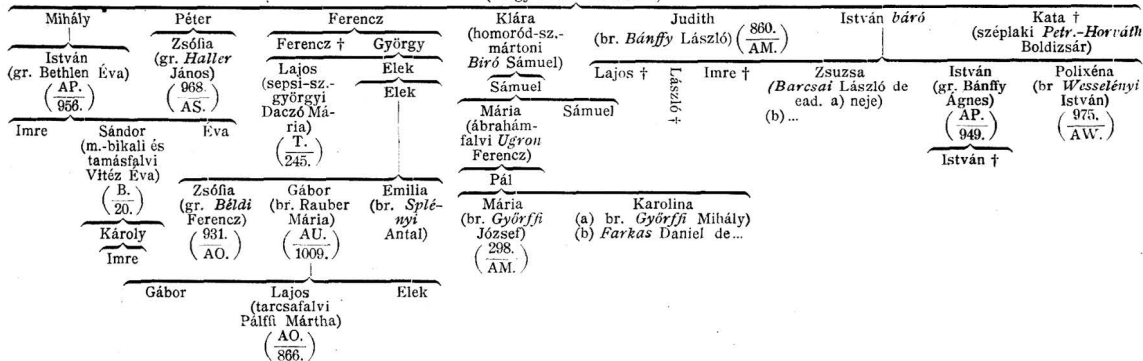 Mihály Péter Ferencz Klára Judith István báró Kata †
(homoród-sz.- (br. Bánffy László) (860. AM.) (széplaki Petr.-Horváth
mártoni Boldizsár)
Biró Sámuel)
István Zsófia Ferencz † György
(gr. Bethlen Éva) (gr. Haller
János)
(AP. 956.) (968. AS.)
Lajos Elek
(sepsi-sz.- Elek
györgyi
Daczó Má-
ria)
(T. 245.)
Sámuel
Mária Sámuel
(ábrahám-
falvi Ugron
Ferencz)
Pál
Lajos † László † Imre †
Zsuzsa István Polixéna
(Barcsai László de (gr. Bánffy (br Wesselényi
ead. a) neje) Ágnes) István)
(b) ... (AP. 949.) (975. AW.)
István †
Imre Sándor Éva
(m.-bikali és
tamásfalvi
Vitéz Éva)
(B. 20.)
Károly
Imre
Zsófia Gábor Emilia
(gr. Béldi (br. Rauber (br. Splé-
Ferencz) Mária) nyi
Antal)
(931. AO.) (AU. 1009.)
Mária Karolina
(br. Győrffi (a) br. Győrffi Mihály)
József) (b) Farkas Daniel de...
(298. AM.)
Gábor Lajos Elek
(tarcsafalvi
Pálffi Mártha)
(AO. 866.)